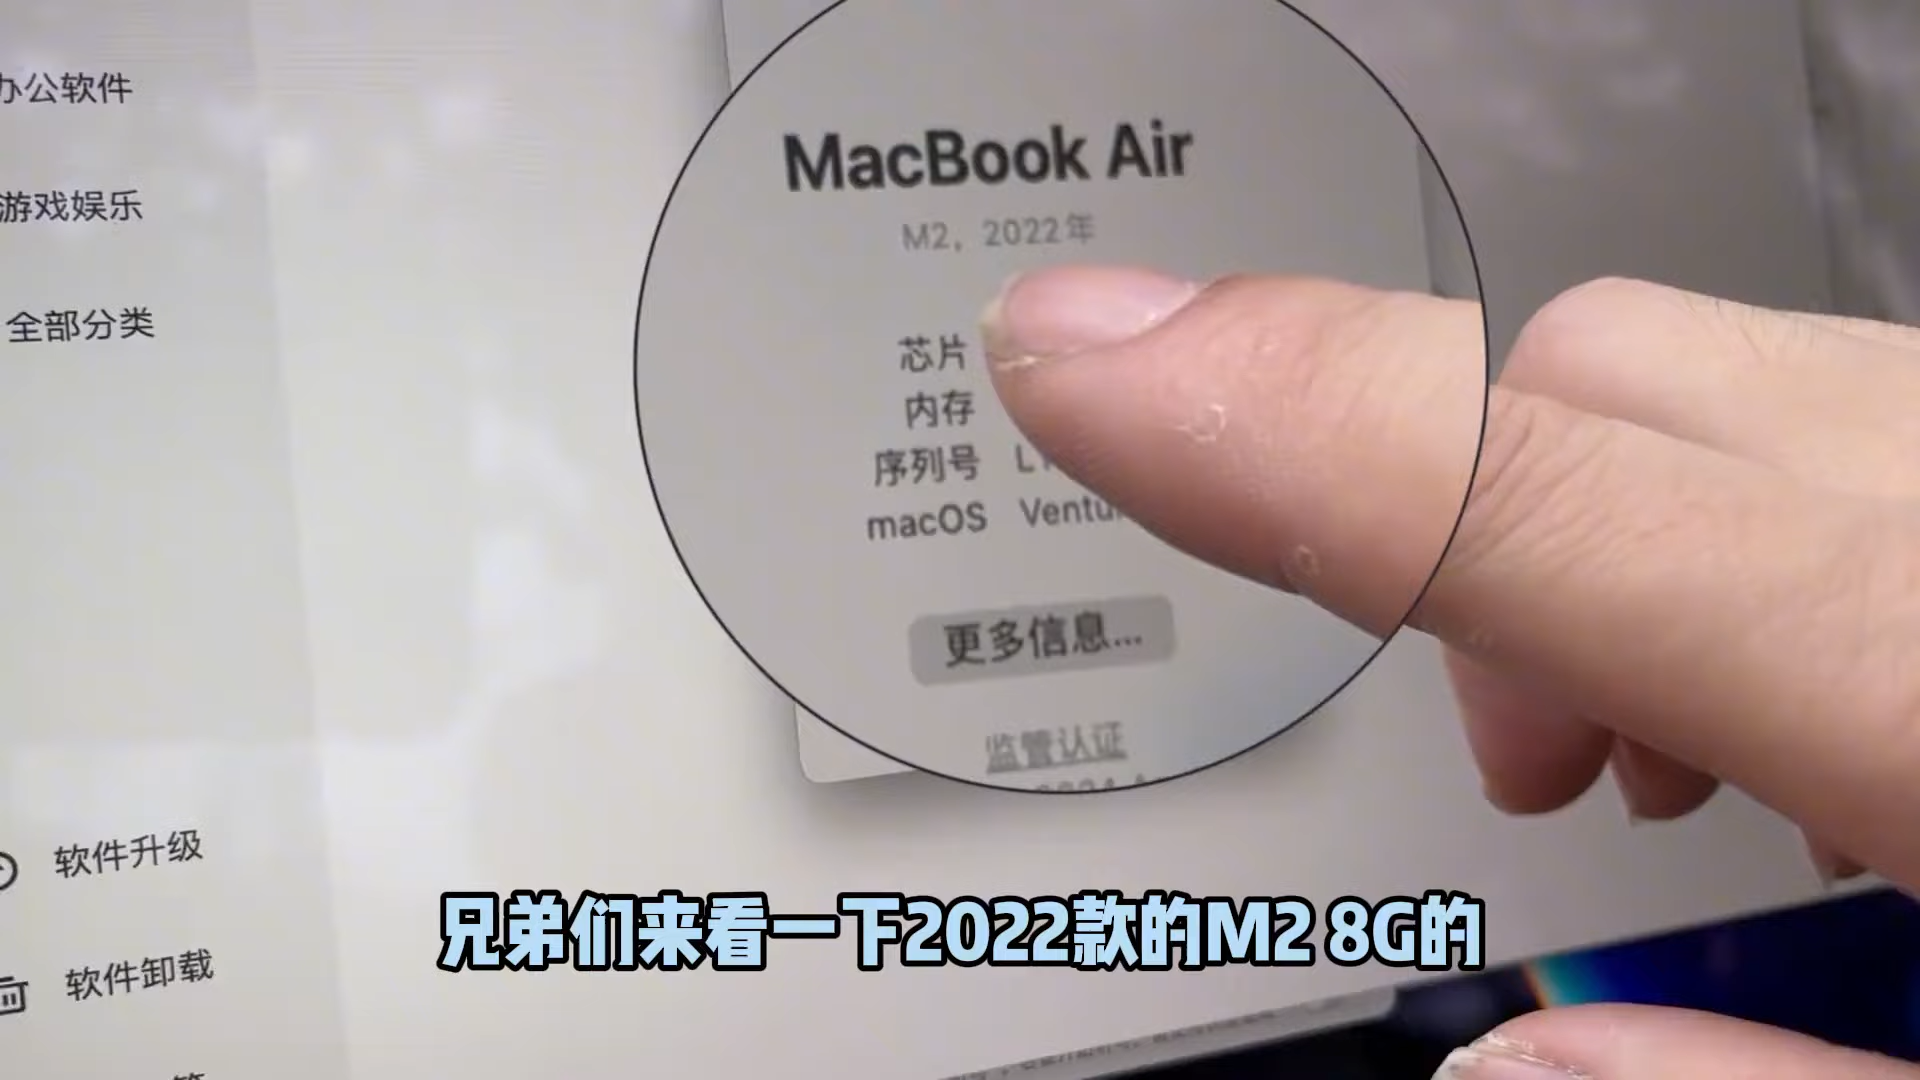 办公软件
游戏娱乐
全部分类
MacBook Air
M2，2022年
芯片
内存
序列号
macOS
更多信息...
监管认证
软件升级
软件卸载
兄弟们来看一下2022款的M2 8G的